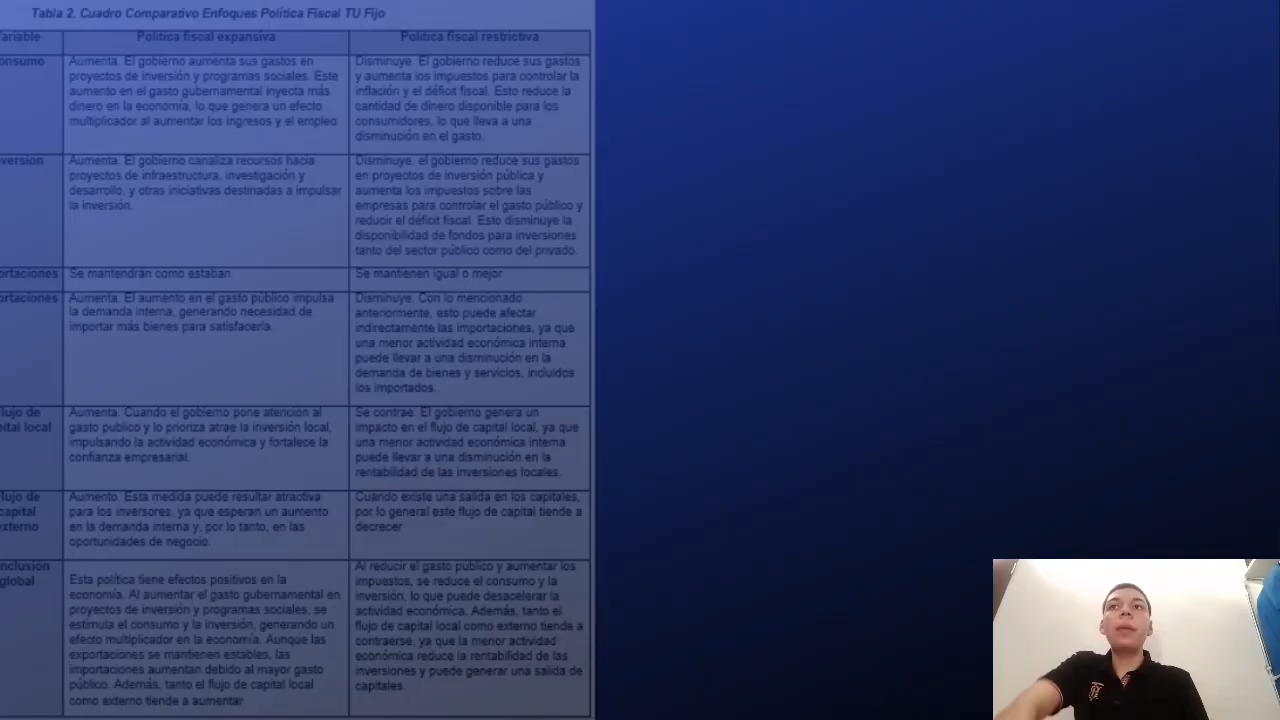 Tabla 2. Cuadro Comparativo Enfoques Política Fiscal TU Fijo
ariable
Política fiscal expansiva
Política fiscal restrictiva
onsumo
Aumenta. El gobierno aumenta sus gastos en
proyectos de inversión y programas sociales. Este
aumento en el gasto gubernamental inyecta más
dinero en la economía, lo que genera un efecto
multiplicador al aumentar los ingresos y el empleo.
Disminuye. El gobierno reduce sus gastos
y aumenta los impuestos para controlar la
inflación y el déficit fiscal. Esto reduce la
cantidad de dinero disponible para los
consumidores, lo que lleva a una
disminución en el gasto.
versión
Aumenta. El gobierno canaliza recursos hacia
proyectos de infraestructura, investigación y
desarrollo, y otras iniciativas destinadas a impulsar
la inversión.
Disminuye. el gobierno reduce sus gastos
en proyectos de inversión pública y
aumenta los impuestos sobre las
empresas para controlar el gasto público y
reducir el déficit fiscal. Esto disminuye la
disponibilidad de fondos para inversiones
tanto del sector público como del privado.
ortaciones
Se mantendrán como estaban
Se mantienen igual o mejor
ortaciones
Aumenta. El aumento en el gasto público impulsa
la demanda interna, generando necesidad de
importar más bienes para satisfacerla.
Disminuye. Con lo mencionado
anteriormente, esto puede afectar
indirectamente las importaciones, ya que
una menor actividad económica interna
puede llevar a una disminución en la
demanda de bienes y servicios, incluidos
los importados.
lujo de
ital local
Aumenta. Cuando el gobierno pone atención al
gasto publico y lo prioriza atrae la inversión local,
impulsando la actividad económica y fortalece la
confianza empresarial.
Se contrae. El gobierno genera un
impacto en el flujo de capital local, ya que
una menor actividad económica interna
puede llevar a una disminución en la
rentabilidad de las inversiones locales.
lujo de
capital
externo
Aumento. Esta medida puede resultar atractiva
para los inversores, ya que esperan un aumento
en la demanda interna y, por lo tanto, en las
oportunidades de negocio.
Cuando existe una salida en los capitales,
por lo general este flujo de capital tiende a
decrecer
nclusión
global
Esta política tiene efectos positivos en la
economía. Al aumentar el gasto gubernamental en
proyectos de inversión y programas sociales, se
estimula el consumo y la inversión, generando un
efecto multiplicador en la economía. Aunque las
exportaciones se mantienen estables, las
importaciones aumentan debido al mayor gasto
público. Además, tanto el flujo de capital local
como externo tiende a aumentar
Al reducir el gasto público y aumentar los
impuestos, se reduce el consumo y la
inversión, lo que puede desacelerar la
actividad económica. Además, tanto el
flujo de capital local como externo tiende a
contraerse, ya que la menor actividad
económica reduce la rentabilidad de las
inversiones y puede generar una salida de
capitales.